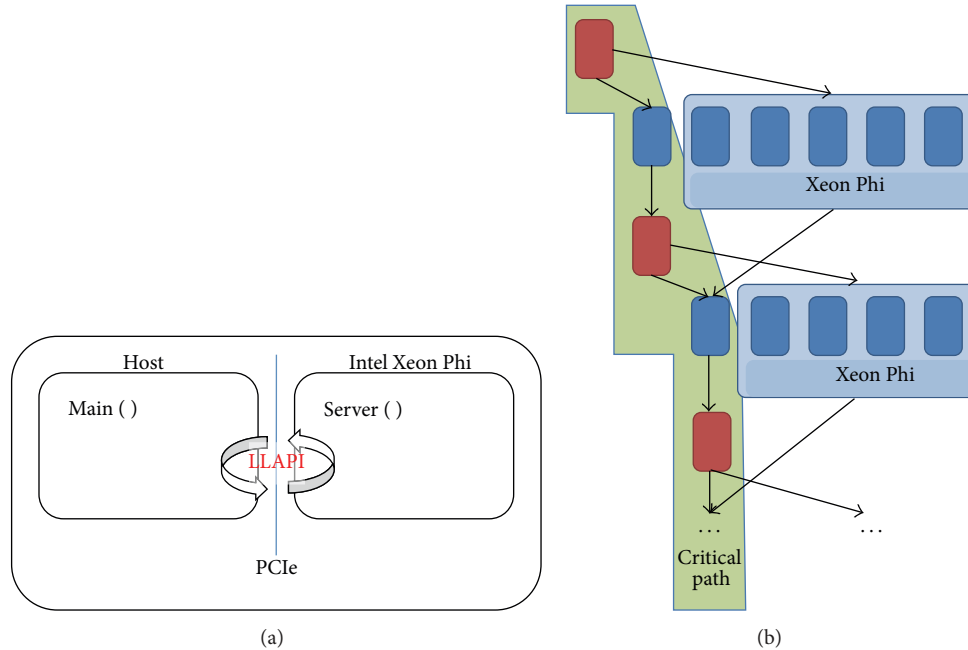 Host
Intel Xeon Phi
Main ( )
Server ( )
LLAPI
PCIe
(a)
Xeon Phi
Xeon Phi
...
...
Critical
path
(b)